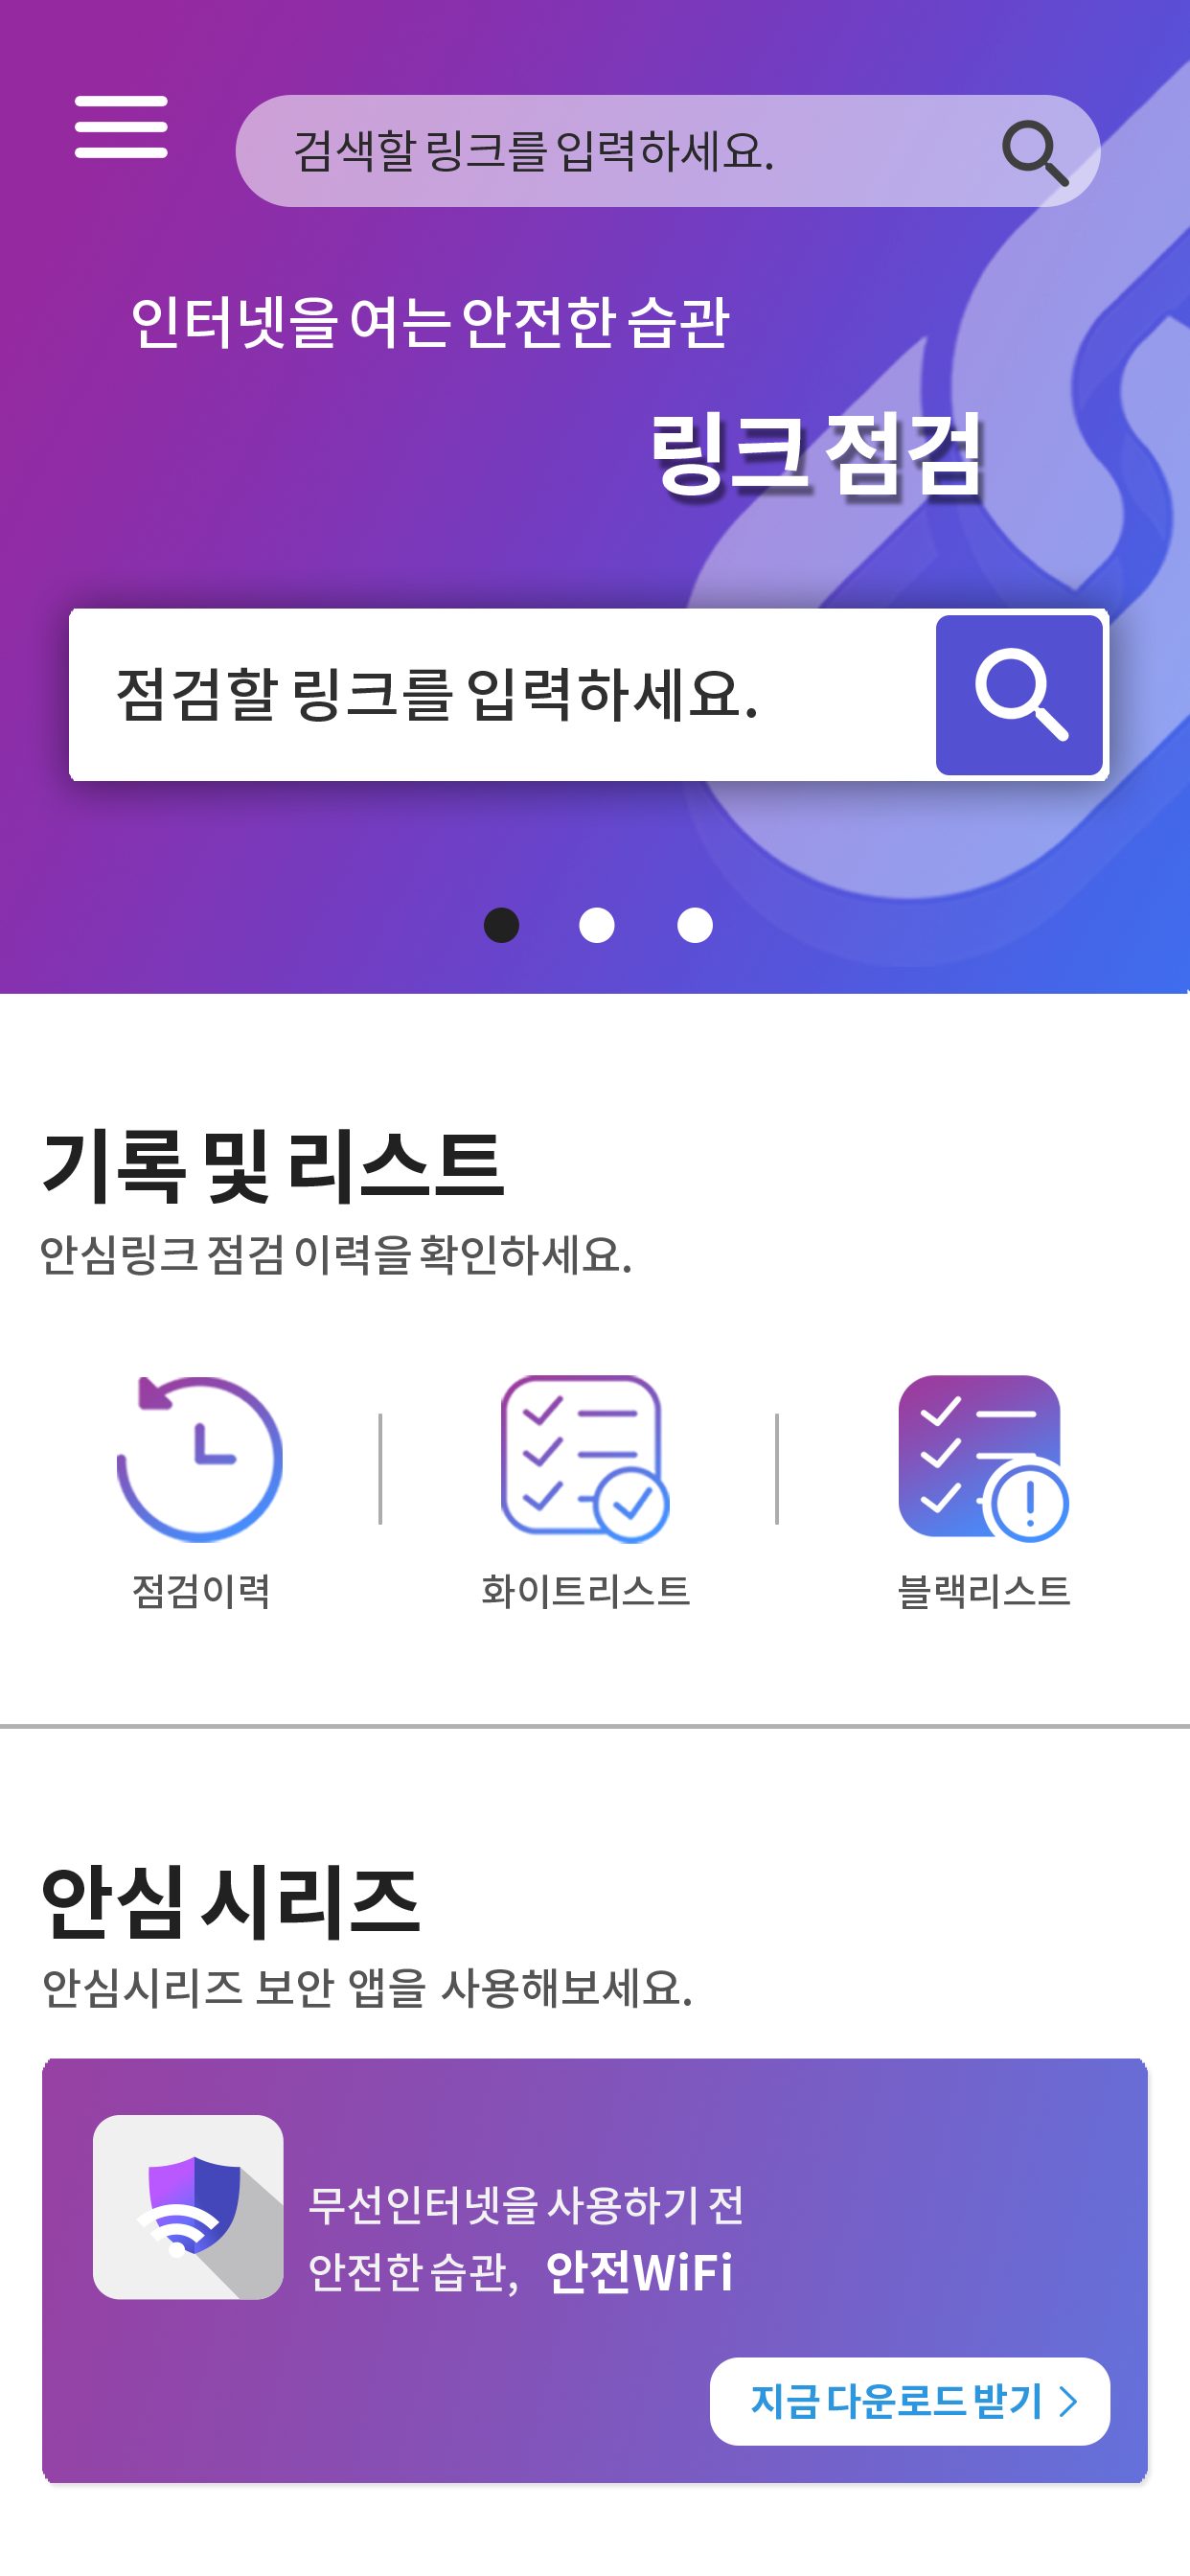 검색할 링크를 입력하세요.
인터넷을 여는 안전한 습관
링크 점검
점검할 링크를 입력하세요.
기록 및 리스트
안심링크 점검 이력을 확인하세요.
점검이력
화이트리스트
블랙리스트
안심 시리즈
안심시리즈 보안 앱을 사용해보세요.
무선인터넷을 사용하기 전
안전한 습관, 안전WiFi
지금 다운로드 받기